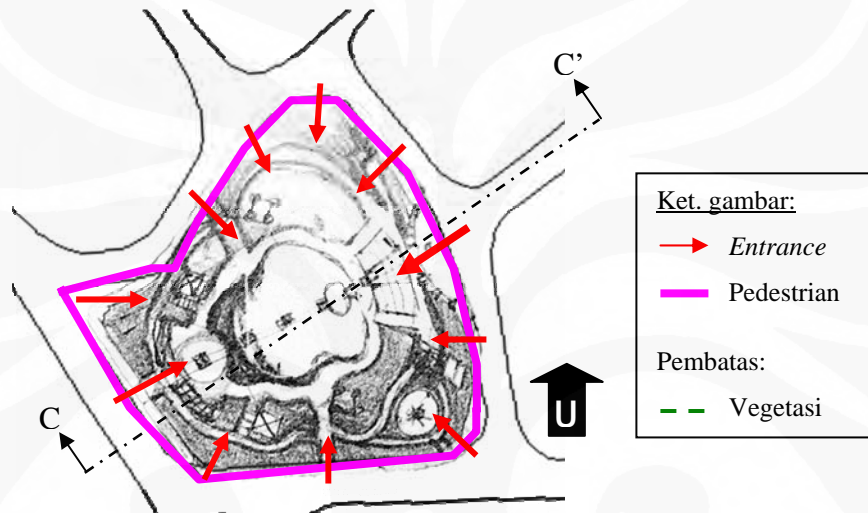 C'
Ket. gambar:
Entrance
Pedestrian
Pembatas:
Vegetasi
C
U